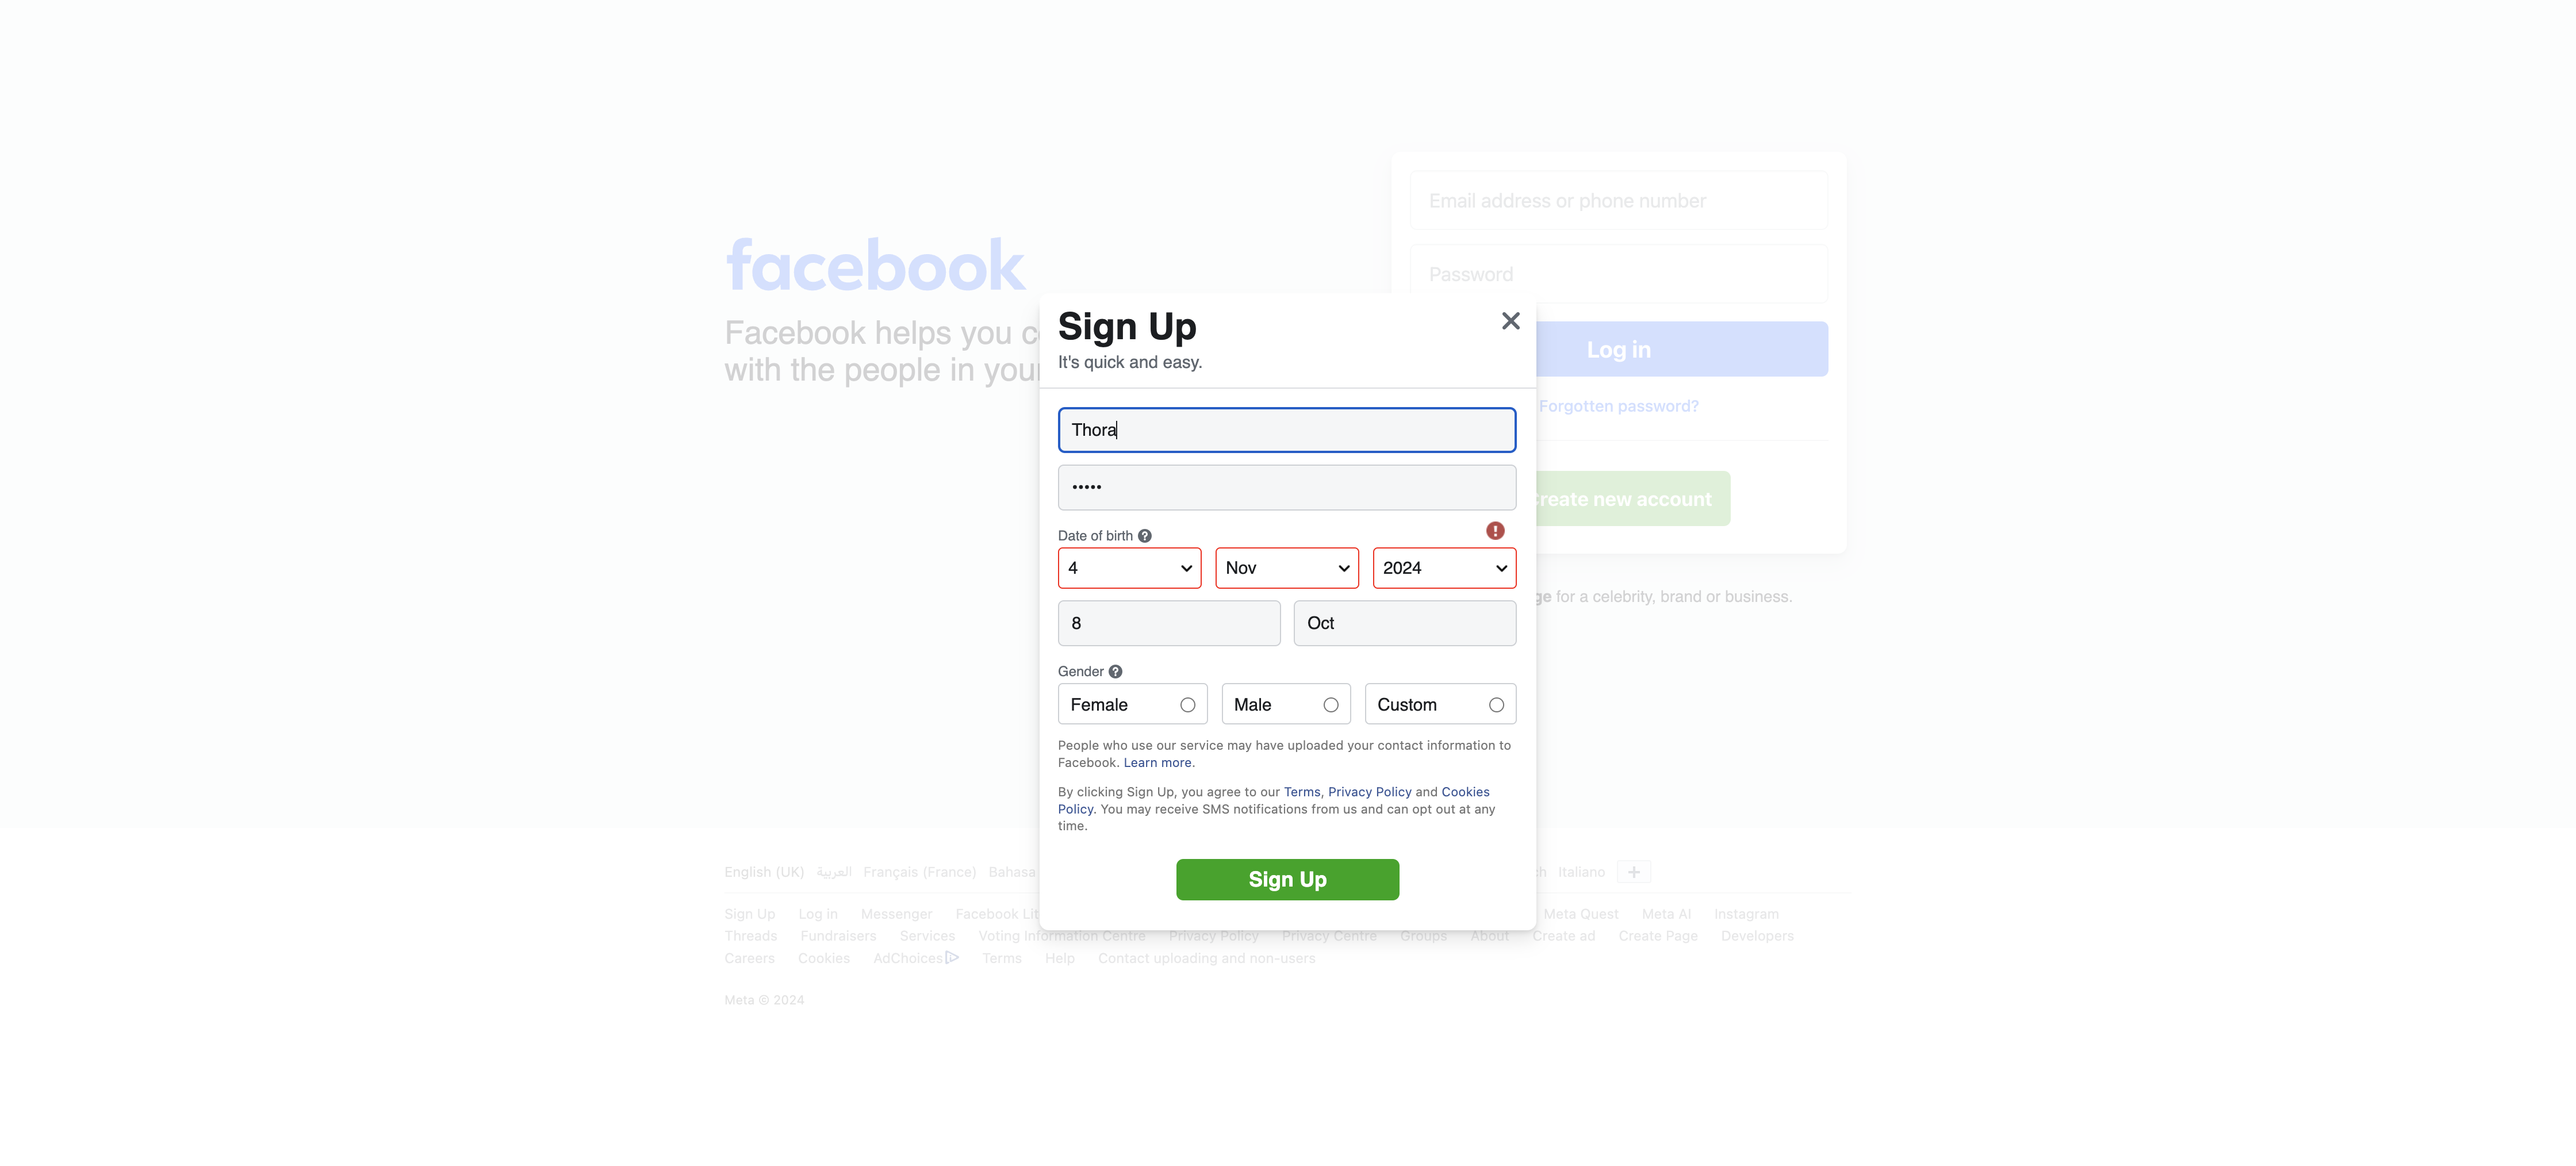 facebook
Facebook helps you c
with the people in your
Email address or phone number
Password
Log in
Forgotten password?
Create new account
ge for a celebrity, brand or business.
Sign Up
It's quick and easy.
Thora
•••••
Date of birth ?
4 Nov 2024
8 Oct
Gender ?
Female Male Custom
People who use our service may have uploaded your contact information to
Facebook. Learn more.
By clicking Sign Up, you agree to our Terms, Privacy Policy and Cookies
Policy. You may receive SMS notifications from us and can opt out at any
time.
Sign Up
English (UK) العربية Français (France) Bahasa Italiano
Sign Up Log in Messenger Facebook Lit Meta Quest Meta AI Instagram
Threads Fundraisers Services Voting Information Centre Privacy Policy Privacy Centre Groups About Create ad Create Page Developers
Careers Cookies AdChoices Terms Help Contact uploading and non-users
Meta © 2024